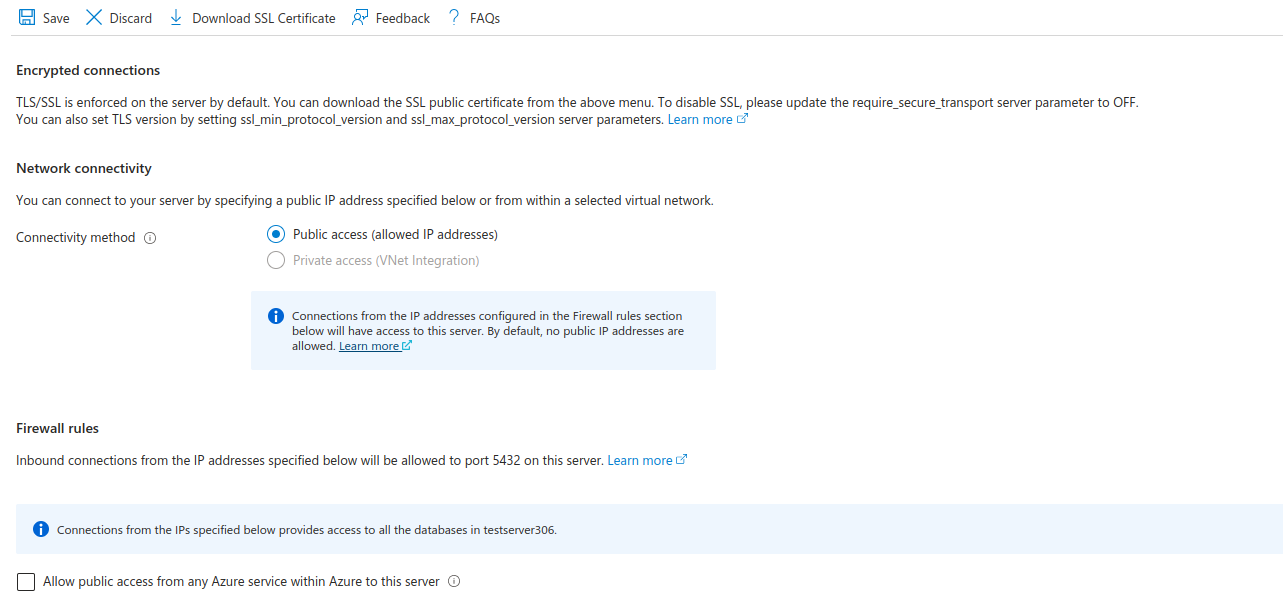 Save Discard Download SSL Certificate Feedback FAQs
Encrypted connections
TLS/SSL is enforced on the server by default. You can download the SSL public certificate from the above menu. To disable SSL, please update the require_secure_transport server parameter to OFF.
You can also set TLS version by setting ssl_min_protocol_version and ssl_max_protocol_version server parameters. Learn more
Network connectivity
You can connect to your server by specifying a public IP address specified below or from within a selected virtual network.
Connectivity method
Public access (allowed IP addresses)
Private access (VNet Integration)
Connections from the IP addresses configured in the Firewall rules section
below will have access to this server. By default, no public IP addresses are
allowed. Learn more
Firewall rules
Inbound connections from the IP addresses specified below will be allowed to port 5432 on this server. Learn more
Connections from the IPs specified below provides access to all the databases in testserver306.
Allow public access from any Azure service within Azure to this server